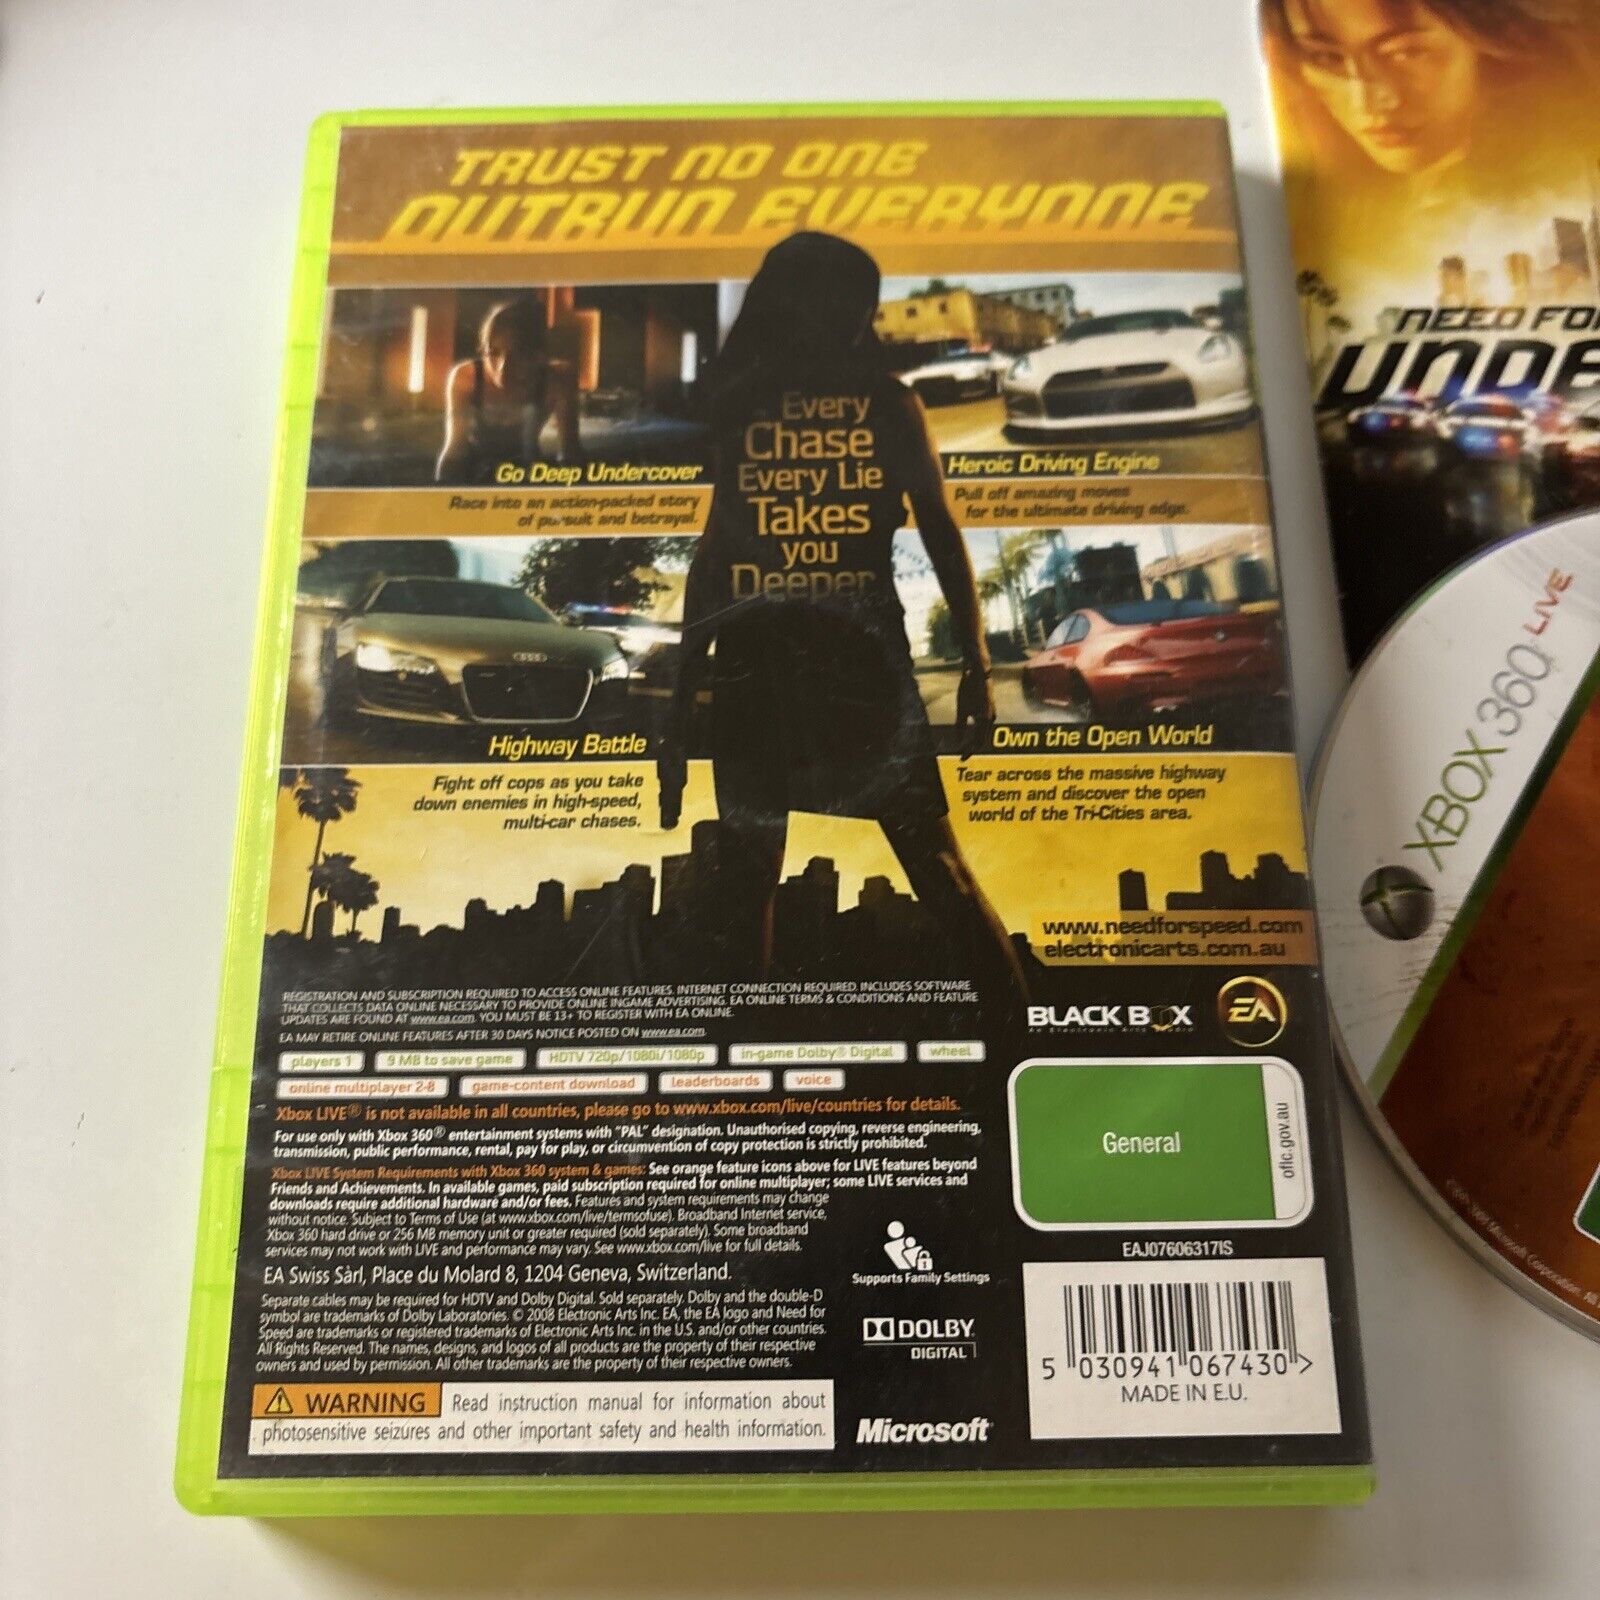 TRUST NO ONE
OUTRUN EVERYONE
Every
Chase
Every Lie
Takes
you
Deeper
Go Deep Undercover
Race into an action-packed story
of pursuit and betrayal.
Heroic Driving Engine
Pull off amazing moves
for the ultimate driving edge.
Highway Battle
Fight off cops as you take
down enemies in high-speed,
multi-car chases.
Own the Open World
Tear across the massive highway
system and discover the open
world of the Tri-Cities area.
www.needforspeed.com
electronicarts.com.au
REGISTRATION AND SUBSCRIPTION REQUIRED TO ACCESS ONLINE FEATURES. INTERNET CONNECTION REQUIRED. INCLUDES SOFTWARE
THAT COLLECTS DATA ONLINE NECESSARY TO PROVIDE ONLINE INGAME ADVERTISING. EA ONLINE TERMS & CONDITIONS AND FEATURE
UPDATES ARE FOUND AT www.ea.com. YOU MUST BE 13+ TO REGISTER WITH EA ONLINE.
EA MAY RETIRE ONLINE FEATURES AFTER 30 DAYS NOTICE POSTED ON www.ea.com.
BLACK BOX
An Electronic Arts Studio
EA
players 1 9 MB to save game HDTV 720p/1080i/1080p in-game Dolby® Digital wheel
online multiplayer 2-8 game-content download leaderboards voice
Xbox LIVE® is not available in all countries, please go to www.xbox.com/live/countries for details.
For use only with Xbox 360® entertainment systems with "PAL" designation. Unauthorised copying, reverse engineering,
transmission, public performance, rental, pay for play, or circumvention of copy protection is strictly prohibited.
Xbox LIVE System Requirements with Xbox 360 system & games: See orange feature icons above for LIVE features beyond
Friends and Achievements. In available games, paid subscription required for online multiplayer; some LIVE services and
downloads require additional hardware and/or fees. Features and system requirements may change
without notice. Subject to Terms of Use (at www.xbox.com/live/termsofuse). Broadband Internet service,
Xbox 360 hard drive or 256 MB memory unit or greater required (sold separately). Some broadband
services may not work with LIVE and performance may vary. See www.xbox.com/live for full details.
EA Swiss Sàrl, Place du Molard 8, 1204 Geneva, Switzerland.
Separate cables may be required for HDTV and Dolby Digital. Sold separately. Dolby and the double-D
symbol are trademarks of Dolby Laboratories. © 2008 Electronic Arts Inc. EA, the EA logo and Need for
Speed are trademarks or registered trademarks of Electronic Arts Inc. in the U.S. and/or other countries.
All Rights Reserved. The names, designs, and logos of all products are the property of their respective
owners and used by permission. All other trademarks are the property of their respective owners.
WARNING Read instruction manual for information about
photosensitive seizures and other important safety and health information.
Supports Family Settings
DOLBY
DIGITAL
Microsoft
General
oflc.gov.au
EAJ07606317IS
5 030941 067430 >
MADE IN E.U.
NEED FO
UNDE
XBOX 360 LIVE